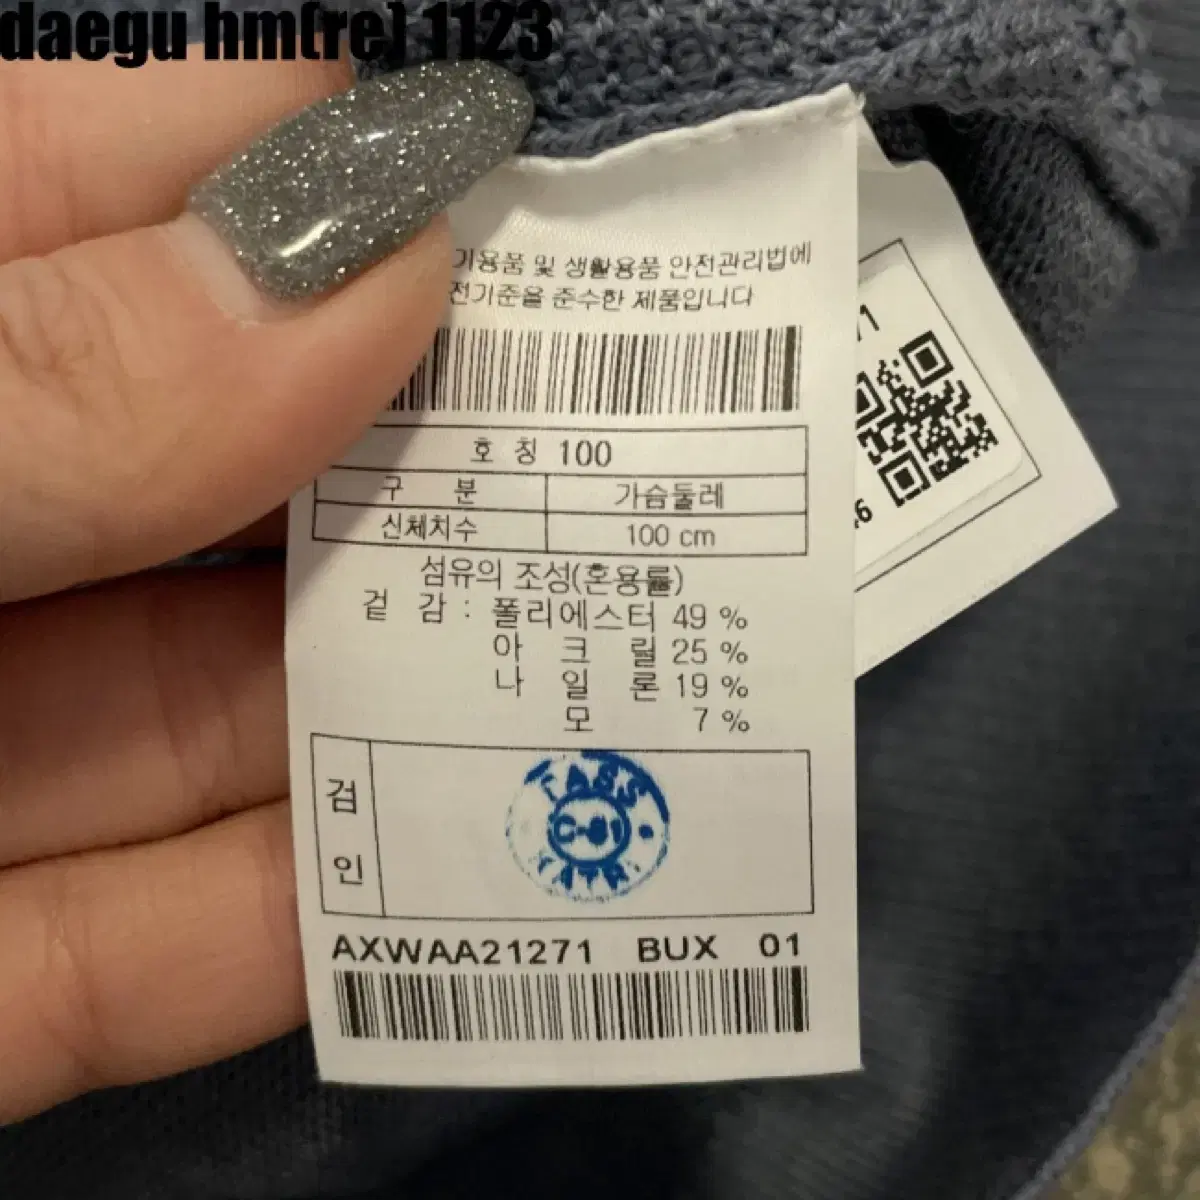 daegu hm(re) 1123
기용품 및 생활용품 안전관리법에
전기준을 준수한 제품입니다
호 칭 100
구 분 가슴둘레
신체치수 100 cm
섬유의 조성(혼용률)
겉 감 : 폴리에스터 49 %
아 크 릴 25 %
나 일 론 19 %
모 7 %
검
인
FASS
C-01
KATRI
AXWAA21271 BUX 01